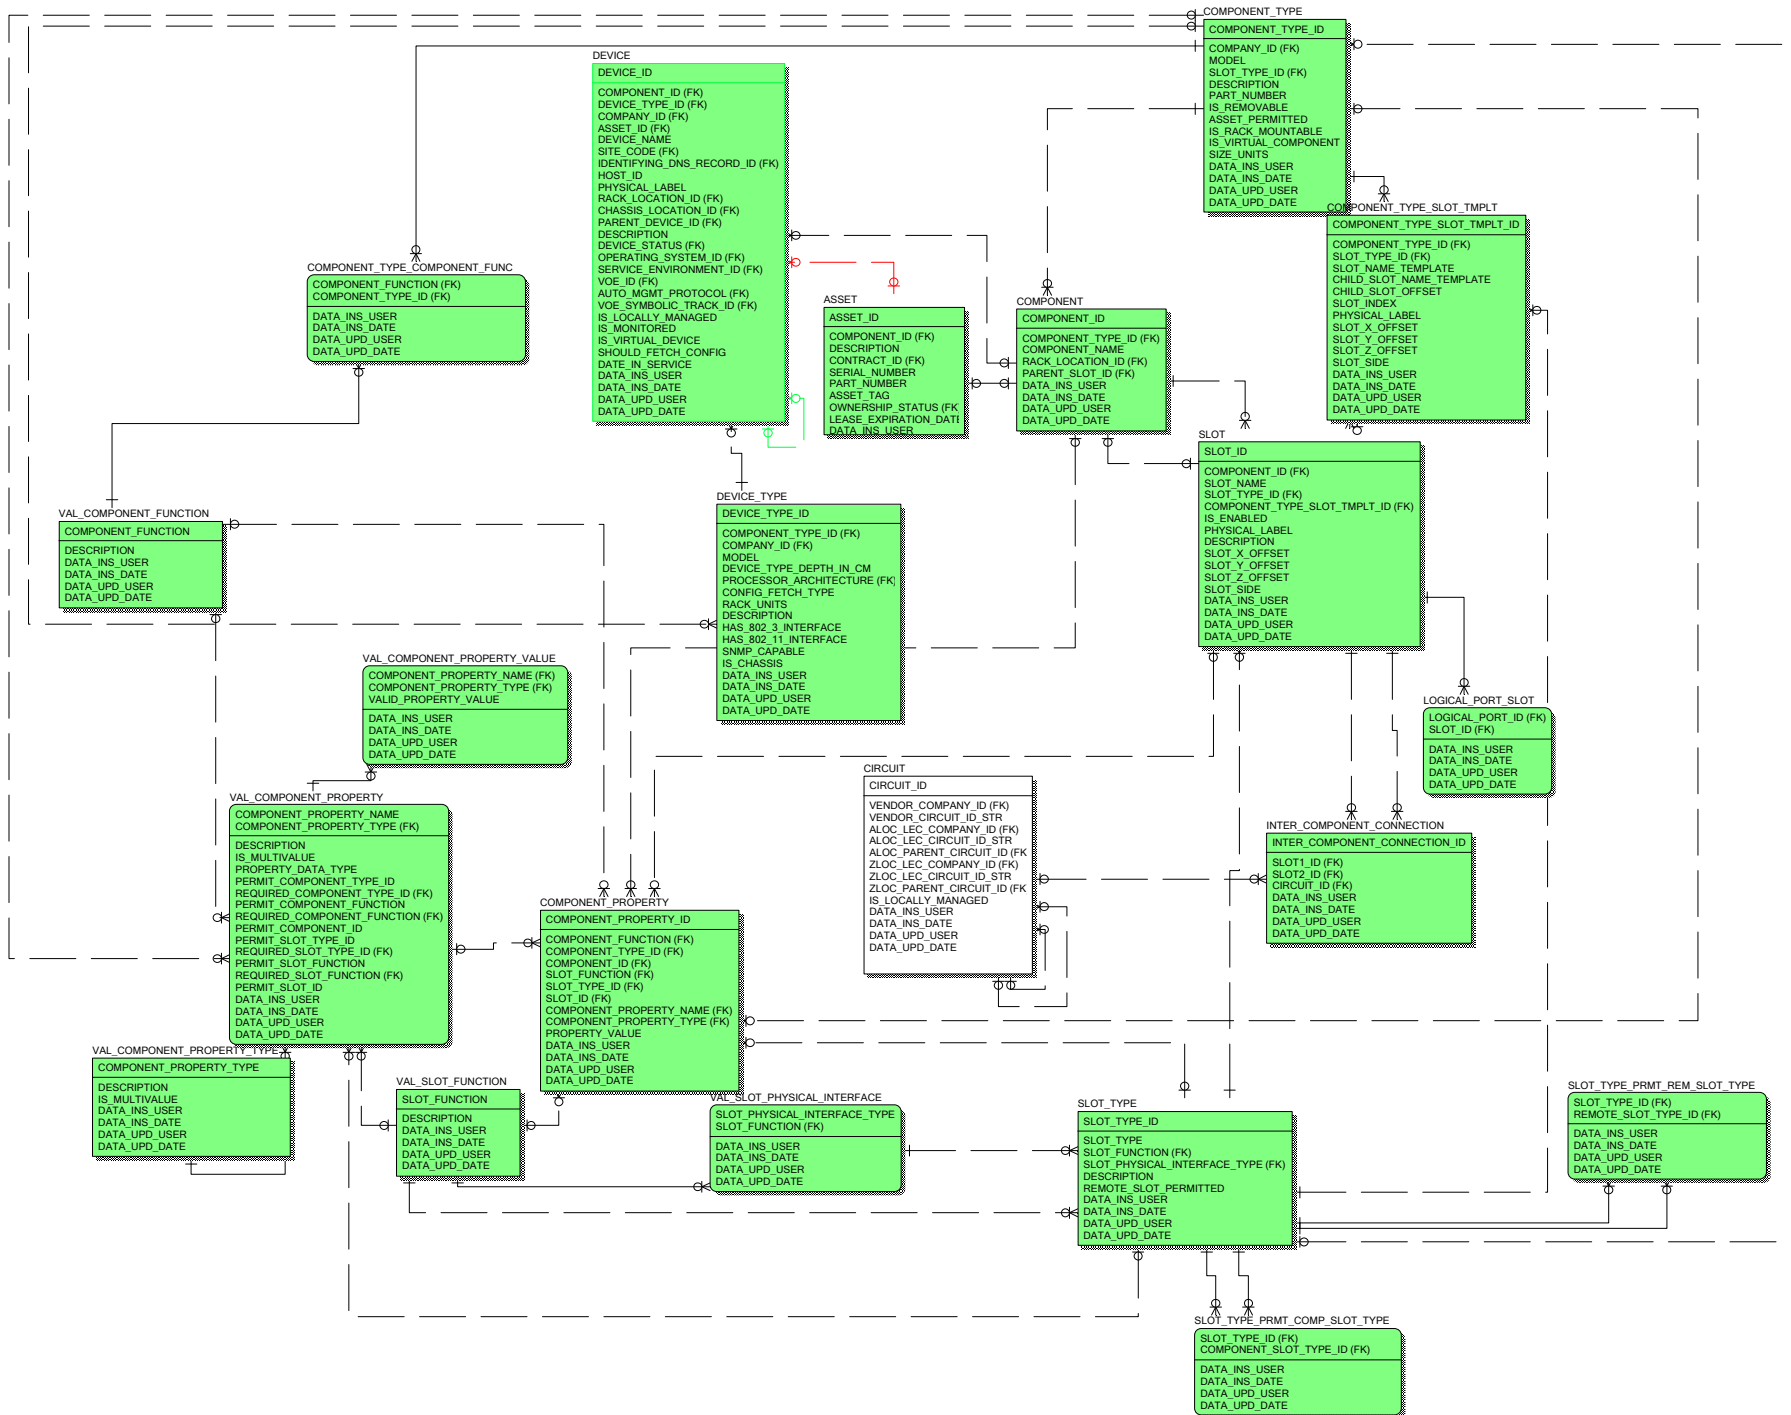 COMPONENT_TYPE
COMPONENT_TYPE_ID
COMPANY_ID (FK)
MODEL
SLOT_TYPE_ID (FK)
DESCRIPTION
PART_NUMBER
IS_REMOVABLE
ASSET_PERMITTED
IS_RACK_MOUNTABLE
IS_VIRTUAL_COMPONENT
SIZE_UNITS
DATA_INS_USER
DATA_INS_DATE
DATA_UPD_USER
DATA_UPD_DATE
DEVICE
DEVICE_ID
COMPONENT_ID (FK)
DEVICE_TYPE_ID (FK)
COMPANY_ID (FK)
ASSET_ID (FK)
DEVICE_NAME
SITE_CODE (FK)
IDENTIFYING_DNS_RECORD_ID (FK)
HOST_ID
PHYSICAL_LABEL
RACK_LOCATION_ID (FK)
CHASSIS_LOCATION_ID (FK)
PARENT_DEVICE_ID (FK)
DESCRIPTION
DEVICE_STATUS (FK)
OPERATING_SYSTEM_ID (FK)
SERVICE_ENVIRONMENT_ID (FK)
VOE_ID (FK)
AUTO_MGMT_PROTOCOL (FK)
VOE_SYMBOLIC_TRACK_ID (FK)
IS_LOCALLY_MANAGED
IS_MONITORED
IS_VIRTUAL_DEVICE
SHOULD_FETCH_CONFIG
DATE_IN_SERVICE
DATA_INS_USER
DATA_INS_DATE
DATA_UPD_USER
DATA_UPD_DATE
COMPONENT_TYPE_SLOT_TMPLT
COMPONENT_TYPE_SLOT_TMPLT_ID
COMPONENT_TYPE_ID (FK)
SLOT_TYPE_ID (FK)
SLOT_NAME_TEMPLATE
CHILD_SLOT_NAME_TEMPLATE
CHILD_SLOT_OFFSET
SLOT_INDEX
PHYSICAL_LABEL
SLOT_X_OFFSET
SLOT_Y_OFFSET
SLOT_Z_OFFSET
SLOT_SIDE
DATA_INS_USER
DATA_INS_DATE
DATA_UPD_USER
DATA_UPD_DATE
COMPONENT_TYPE_COMPONENT_FUNC
COMPONENT_FUNCTION (FK)
COMPONENT_TYPE_ID (FK)
DATA_INS_USER
DATA_INS_DATE
DATA_UPD_USER
DATA_UPD_DATE
ASSET
ASSET_ID
COMPONENT_ID (FK)
DESCRIPTION
CONTRACT_ID (FK)
SERIAL_NUMBER
PART_NUMBER
ASSET_TAG
OWNERSHIP_STATUS (FK
LEASE_EXPIRATION_DATE
DATA_INS_USER
COMPONENT
COMPONENT_ID
COMPONENT_TYPE_ID (FK)
COMPONENT_NAME
RACK_LOCATION_ID (FK)
PARENT_SLOT_ID (FK)
DATA_INS_USER
DATA_INS_DATE
DATA_UPD_USER
DATA_UPD_DATE
SLOT
SLOT_ID
COMPONENT_ID (FK)
SLOT_NAME
SLOT_TYPE_ID (FK)
COMPONENT_TYPE_SLOT_TMPLT_ID (FK)
IS_ENABLED
PHYSICAL_LABEL
DESCRIPTION
SLOT_X_OFFSET
SLOT_Y_OFFSET
SLOT_Z_OFFSET
SLOT_SIDE
DATA_INS_USER
DATA_INS_DATE
DATA_UPD_USER
DATA_UPD_DATE
VAL_COMPONENT_FUNCTION
COMPONENT_FUNCTION
DESCRIPTION
DATA_INS_USER
DATA_INS_DATE
DATA_UPD_USER
DATA_UPD_DATE
DEVICE_TYPE
DEVICE_TYPE_ID
COMPONENT_TYPE_ID (FK)
COMPANY_ID (FK)
MODEL
DEVICE_TYPE_DEPTH_IN_CM
PROCESSOR_ARCHITECTURE (FK)
CONFIG_FETCH_TYPE
RACK_UNITS
DESCRIPTION
HAS_802_3_INTERFACE
HAS_802_11_INTERFACE
SNMP_CAPABLE
IS_CHASSIS
DATA_INS_USER
DATA_INS_DATE
DATA_UPD_USER
DATA_UPD_DATE
VAL_COMPONENT_PROPERTY_VALUE
COMPONENT_PROPERTY_NAME (FK)
COMPONENT_PROPERTY_TYPE (FK)
VALID_PROPERTY_VALUE
DATA_INS_USER
DATA_INS_DATE
DATA_UPD_USER
DATA_UPD_DATE
LOGICAL_PORT_SLOT
LOGICAL_PORT_ID (FK)
SLOT_ID (FK)
DATA_INS_USER
DATA_INS_DATE
DATA_UPD_USER
DATA_UPD_DATE
CIRCUIT
CIRCUIT_ID
VENDOR_COMPANY_ID (FK)
VENDOR_CIRCUIT_ID_STR
ALOC_LEC_COMPANY_ID (FK)
ALOC_LEC_CIRCUIT_ID_STR
ALOC_PARENT_CIRCUIT_ID (FK
ZLOC_LEC_COMPANY_ID (FK)
ZLOC_LEC_CIRCUIT_ID_STR
ZLOC_PARENT_CIRCUIT_ID (FK
IS_LOCALLY_MANAGED
DATA_INS_USER
DATA_INS_DATE
DATA_UPD_USER
DATA_UPD_DATE
VAL_COMPONENT_PROPERTY
COMPONENT_PROPERTY_NAME
COMPONENT_PROPERTY_TYPE (FK)
DESCRIPTION
IS_MULTIVALUE
PROPERTY_DATA_TYPE
PERMIT_COMPONENT_TYPE_ID
REQUIRED_COMPONENT_TYPE_ID (FK)
PERMIT_COMPONENT_FUNCTION
REQUIRED_COMPONENT_FUNCTION (FK)
PERMIT_COMPONENT_ID
PERMIT_SLOT_TYPE_ID
REQUIRED_SLOT_TYPE_ID (FK)
PERMIT_SLOT_FUNCTION
REQUIRED_SLOT_FUNCTION (FK)
PERMIT_SLOT_ID
DATA_INS_USER
DATA_INS_DATE
DATA_UPD_USER
DATA_UPD_DATE
INTER_COMPONENT_CONNECTION
INTER_COMPONENT_CONNECTION_ID
SLOT1_ID (FK)
SLOT2_ID (FK)
CIRCUIT_ID (FK)
DATA_INS_USER
DATA_INS_DATE
DATA_UPD_USER
DATA_UPD_DATE
COMPONENT_PROPERTY
COMPONENT_PROPERTY_ID
COMPONENT_FUNCTION (FK)
COMPONENT_TYPE_ID (FK)
COMPONENT_ID (FK)
SLOT_FUNCTION (FK)
SLOT_TYPE_ID (FK)
SLOT_ID (FK)
COMPONENT_PROPERTY_NAME (FK)
COMPONENT_PROPERTY_TYPE (FK)
PROPERTY_VALUE
DATA_INS_USER
DATA_INS_DATE
DATA_UPD_USER
DATA_UPD_DATE
VAL_COMPONENT_PROPERTY_TYPE
COMPONENT_PROPERTY_TYPE
DESCRIPTION
IS_MULTIVALUE
DATA_INS_USER
DATA_INS_DATE
DATA_UPD_USER
DATA_UPD_DATE
VAL_SLOT_FUNCTION
SLOT_FUNCTION
DESCRIPTION
DATA_INS_USER
DATA_INS_DATE
DATA_UPD_USER
DATA_UPD_DATE
VAL_SLOT_PHYSICAL_INTERFACE
SLOT_PHYSICAL_INTERFACE_TYPE
SLOT_FUNCTION (FK)
DATA_INS_USER
DATA_INS_DATE
DATA_UPD_USER
DATA_UPD_DATE
SLOT_TYPE
SLOT_TYPE_ID
SLOT_TYPE
SLOT_FUNCTION (FK)
SLOT_PHYSICAL_INTERFACE_TYPE (FK)
DESCRIPTION
REMOTE_SLOT_PERMITTED
DATA_INS_USER
DATA_INS_DATE
DATA_UPD_USER
DATA_UPD_DATE
SLOT_TYPE_PRMT_REM_SLOT_TYPE
SLOT_TYPE_ID (FK)
REMOTE_SLOT_TYPE_ID (FK)
DATA_INS_USER
DATA_INS_DATE
DATA_UPD_USER
DATA_UPD_DATE
SLOT_TYPE_PRMT_COMP_SLOT_TYPE
SLOT_TYPE_ID (FK)
COMPONENT_SLOT_TYPE_ID (FK)
DATA_INS_USER
DATA_INS_DATE
DATA_UPD_USER
DATA_UPD_DATE